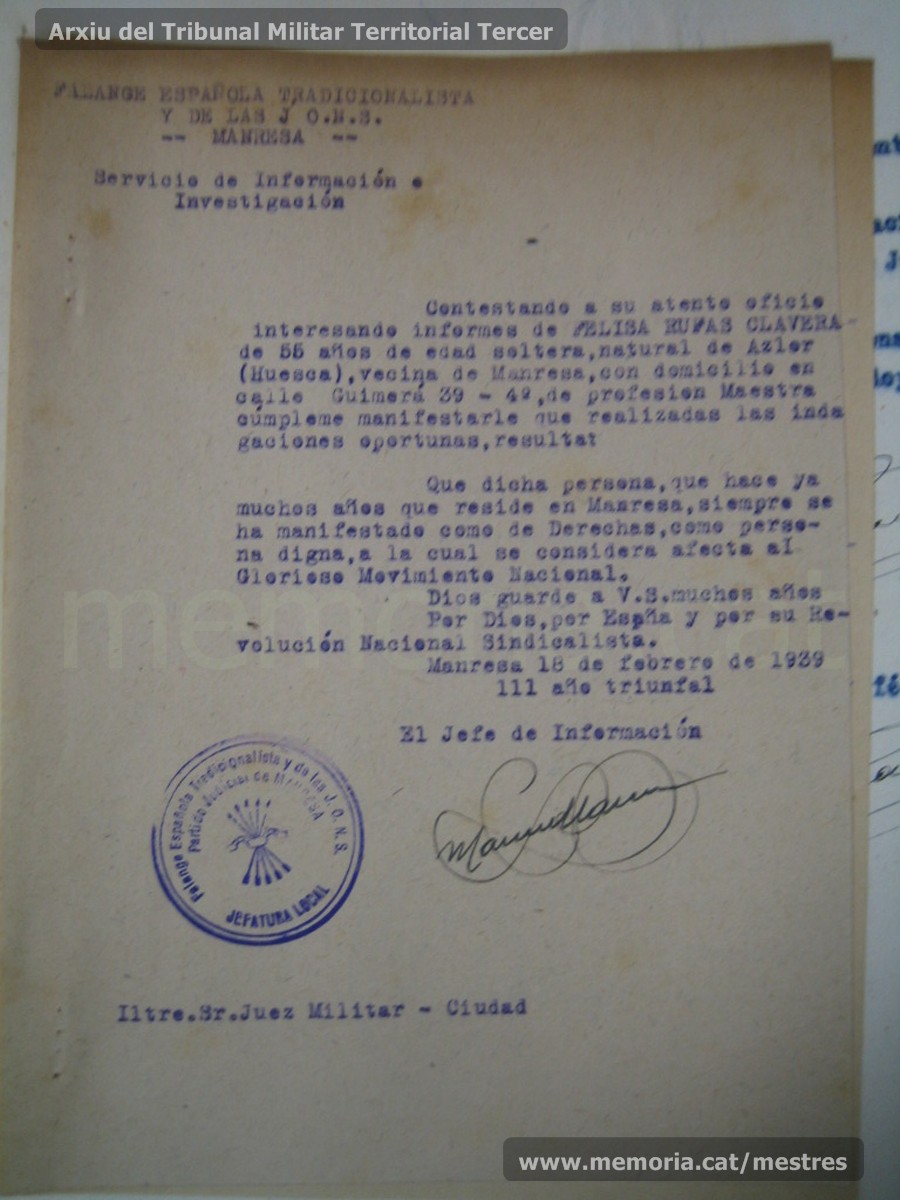 Arxiu del Tribunal Militar Territorial Tercer
FALANGE ESPAÑOLA TRADICIONALISTA
Y DE LAS J O.N.S.
-- MANRESA --
Servicio de Información e
Investigación
-
Contestando a su atento oficio
interesando informes de FELISA RUFAS CLAVERA
de 55 años de edad soltera,natural de Azlor
(Huesca),vecina de Manresa,con domicilio en
calle Guimerá 39 - 4º,de profesion Maestra
cúmpleme manifestarle que realizadas las inda
gaciones oportunas,resulta:
Que dicha persona,que hace ya
muchos años que reside en Manresa,siempre se
ha manifestado como de Derechas,como perso-
na digna,a la cual se considera afecta al
Glorioso Movimiento Nacional.
Dios guarde a V.S.muchos años
Por Dios,por España y por su Re-
volución Nacional Sindicalista.
Manresa 18 de febrero de 1939
111 año triunfal
El Jefe de Información
Falange Española Tradicionalista y de las J.O.N.S.
Partido Judicial de MANRESA
JEFATURA LOCAL
Iltre.Sr.Juez Militar - Ciudad
memoria.cat
www.memoria.cat/mestres